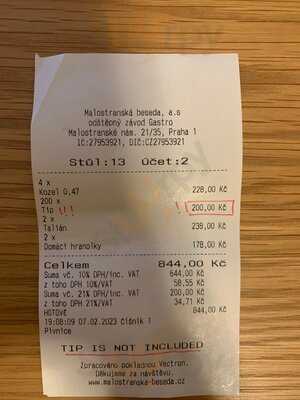 Malostranská beseda, a.s
odštěpný závod Gastro
Malostranské nám. 21/35, Praha 1
IC:27953921, DIC:CZ27953921
Stůl:13 Účet:2
4 x
Kozel 0,47 228,00 Kč
200 x
Tip !!! !! 200,00 Kč
2 x
Talián 238,00 Kč
2 x
Domácí hranolky 178,00 Kč
Celkem 844,00 Kč
Suma vč. 10% DPH/inc. VAT 644,00 Kč
z toho DPH 10%/VAT 58,55 Kč
Suma vč. 21% DPH/inc. VAT 200,00 Kč
z toho DPH 21%/VAT 34,71 Kč
HOTOVĚ 844,00 Kč
19:08:09 07.02.2023 číšník 1
Pivnice
TIP IS NOT INCLUDED
Zpracováno pokladnou Vectron.
Děkujeme za návštěvu.
www.malostranska-beseda.cz